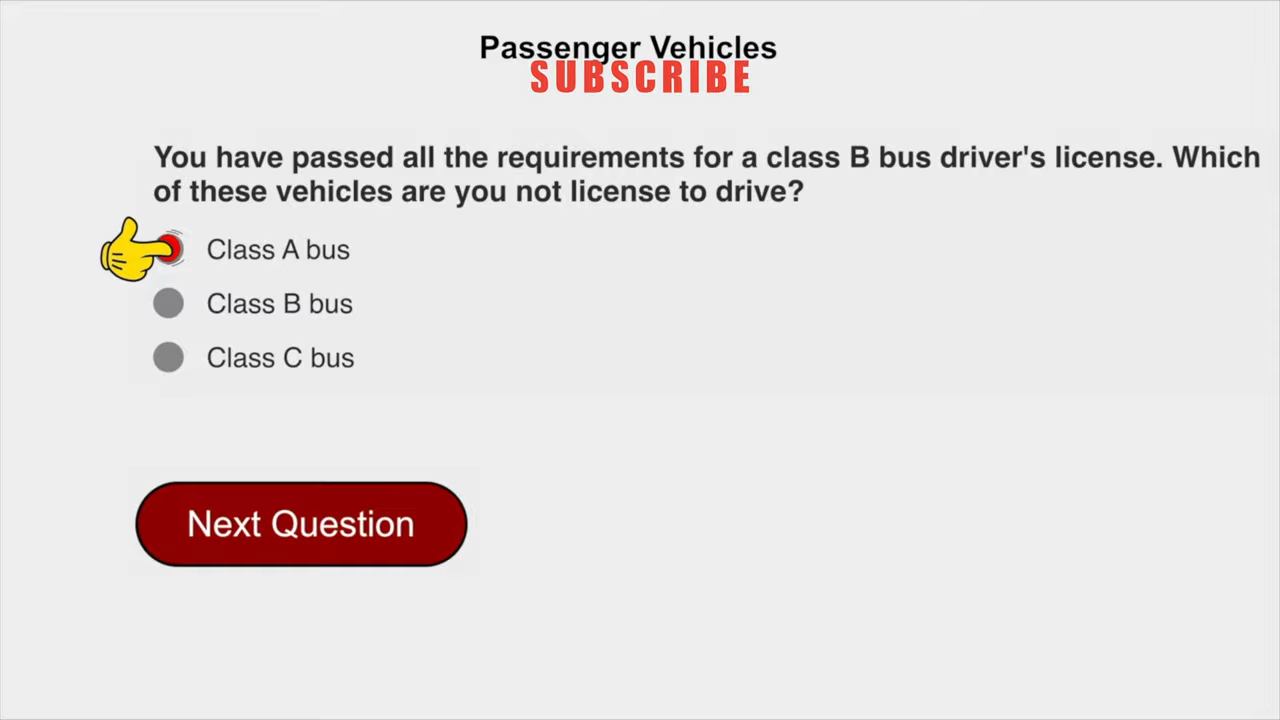 Passenger Vehicles
SUBSCRIBE
You have passed all the requirements for a class B bus driver's license. Which
of these vehicles are you not license to drive?
Class A bus
Class B bus
Class C bus
Next Question